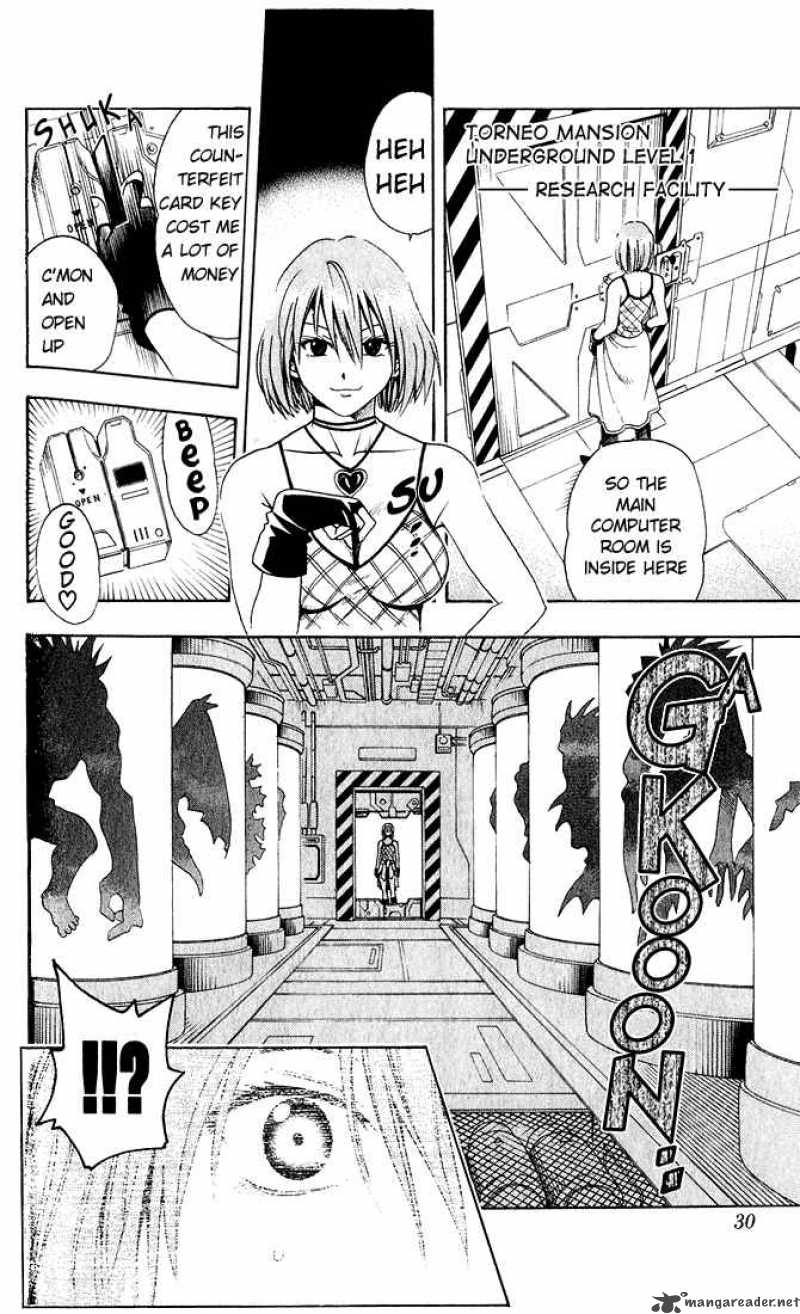 TORNEO MANSION
UNDERGROUND LEVEL 1
RESEARCH FACILITY
SO THE
MAIN
COMPUTER
ROOM IS
INSIDE HERE
HEH
HEH
SU
THIS
COUN-
TERFEIT
CARD KEY
COST ME
A LOT OF
MONEY
C'MON
AND
OPEN
UP
SHUKA
OPEN
BEEP
OPEN
GOOD♡
GKOOON!!
!!?
30
mangareader.net